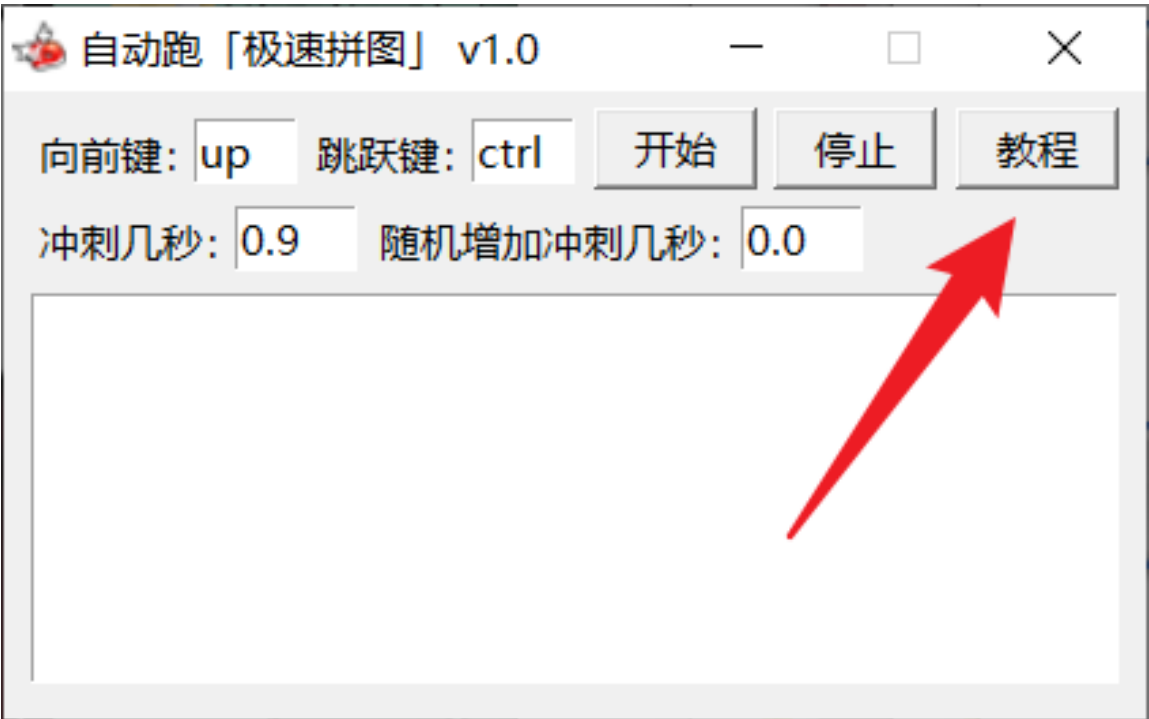 自动跑「极速拼图」 v1.0
向前键: up 跳跃键: ctrl 开始 停止 教程
冲刺几秒: 0.9 随机增加冲刺几秒: 0.0